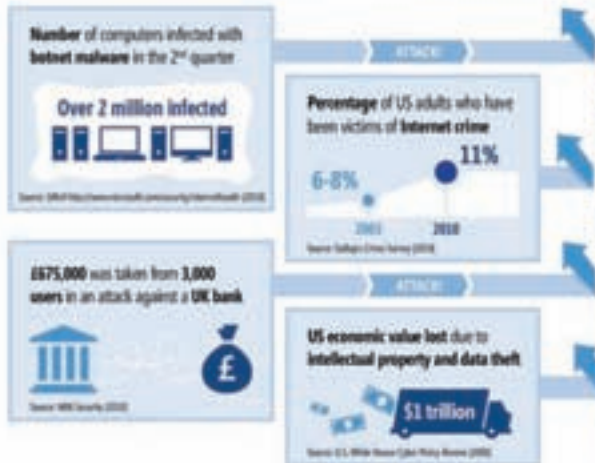 Number of computers infected with
botnet malware in the 2nd quarter
Over 2 million infected
ATTACK!
Percentage of US adults who have
been victims of Internet crime
11%
6-8%
2010
£675,000 was taken from 3,000
users in an attack against a UK bank
£
ATTACK!
US economic value lost due to
intellectual property and data theft
$1 trillion